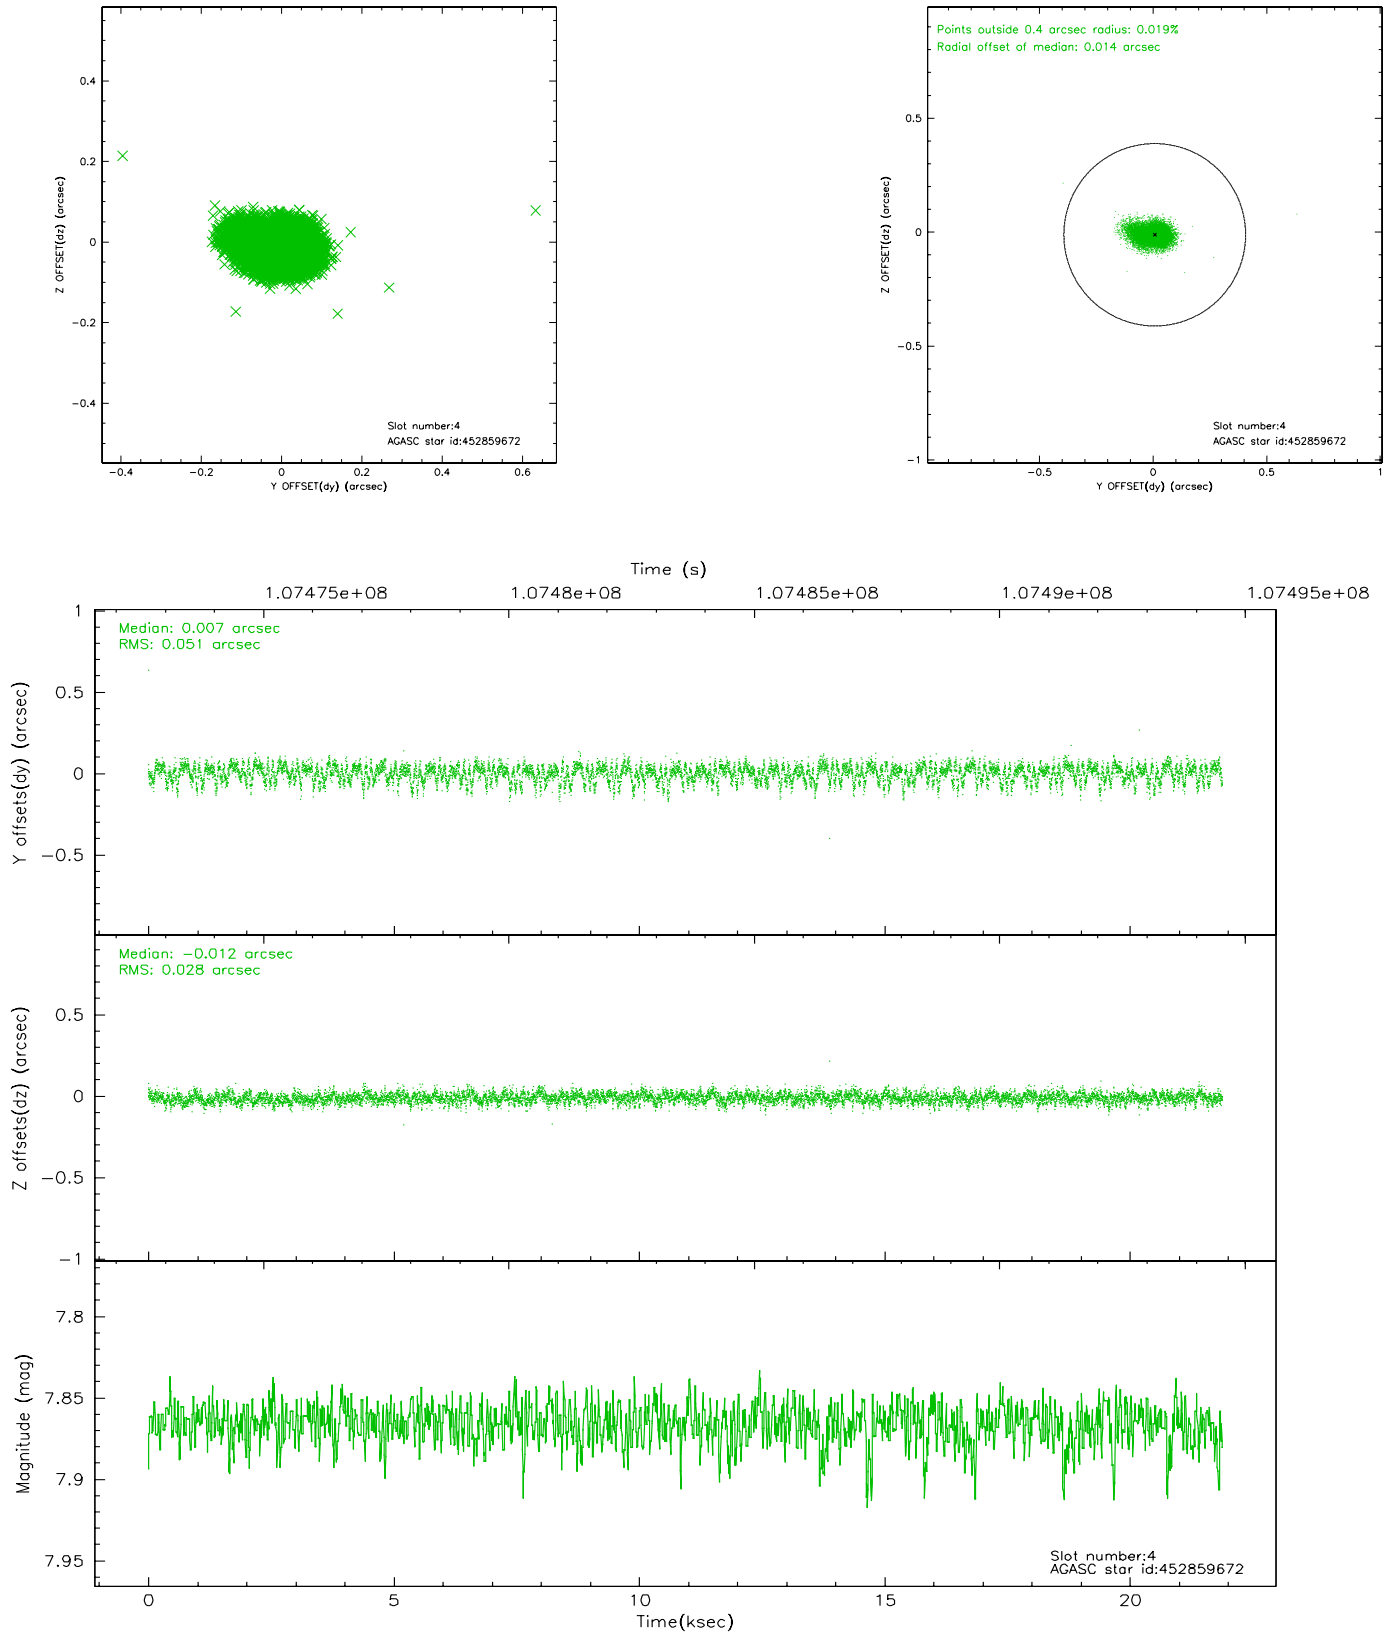 0.4
0.2
0
−0.2
−0.4
Z OFFSET(dz) (arcsec)
Slot number:4
AGASC star id:452859672
−0.4 −0.2 0 0.2 0.4 0.6
Y OFFSET(dy) (arcsec)
Points outside 0.4 arcsec radius: 0.019%
Radial offset of median: 0.014 arcsec
0.5
0
−0.5
−1
Z OFFSET(dz) (arcsec)
Slot number:4
AGASC star id:452859672
−0.5 0 0.5 1
Y OFFSET(dy) (arcsec)
Time (s)
1.07475e+08 1.0748e+08 1.07485e+08 1.0749e+08 1.07495e+08
Median: 0.007 arcsec
RMS: 0.051 arcsec
1
0.5
0
−0.5
Y offsets(dy) (arcsec)
Median: −0.012 arcsec
RMS: 0.028 arcsec
0.5
0
−0.5
−1
Z offsets(dz) (arcsec)
7.8
7.85
7.9
7.95
Magnitude (mag)
Slot number:4
AGASC star id:452859672
0 5 10 15 20
Time(ksec)